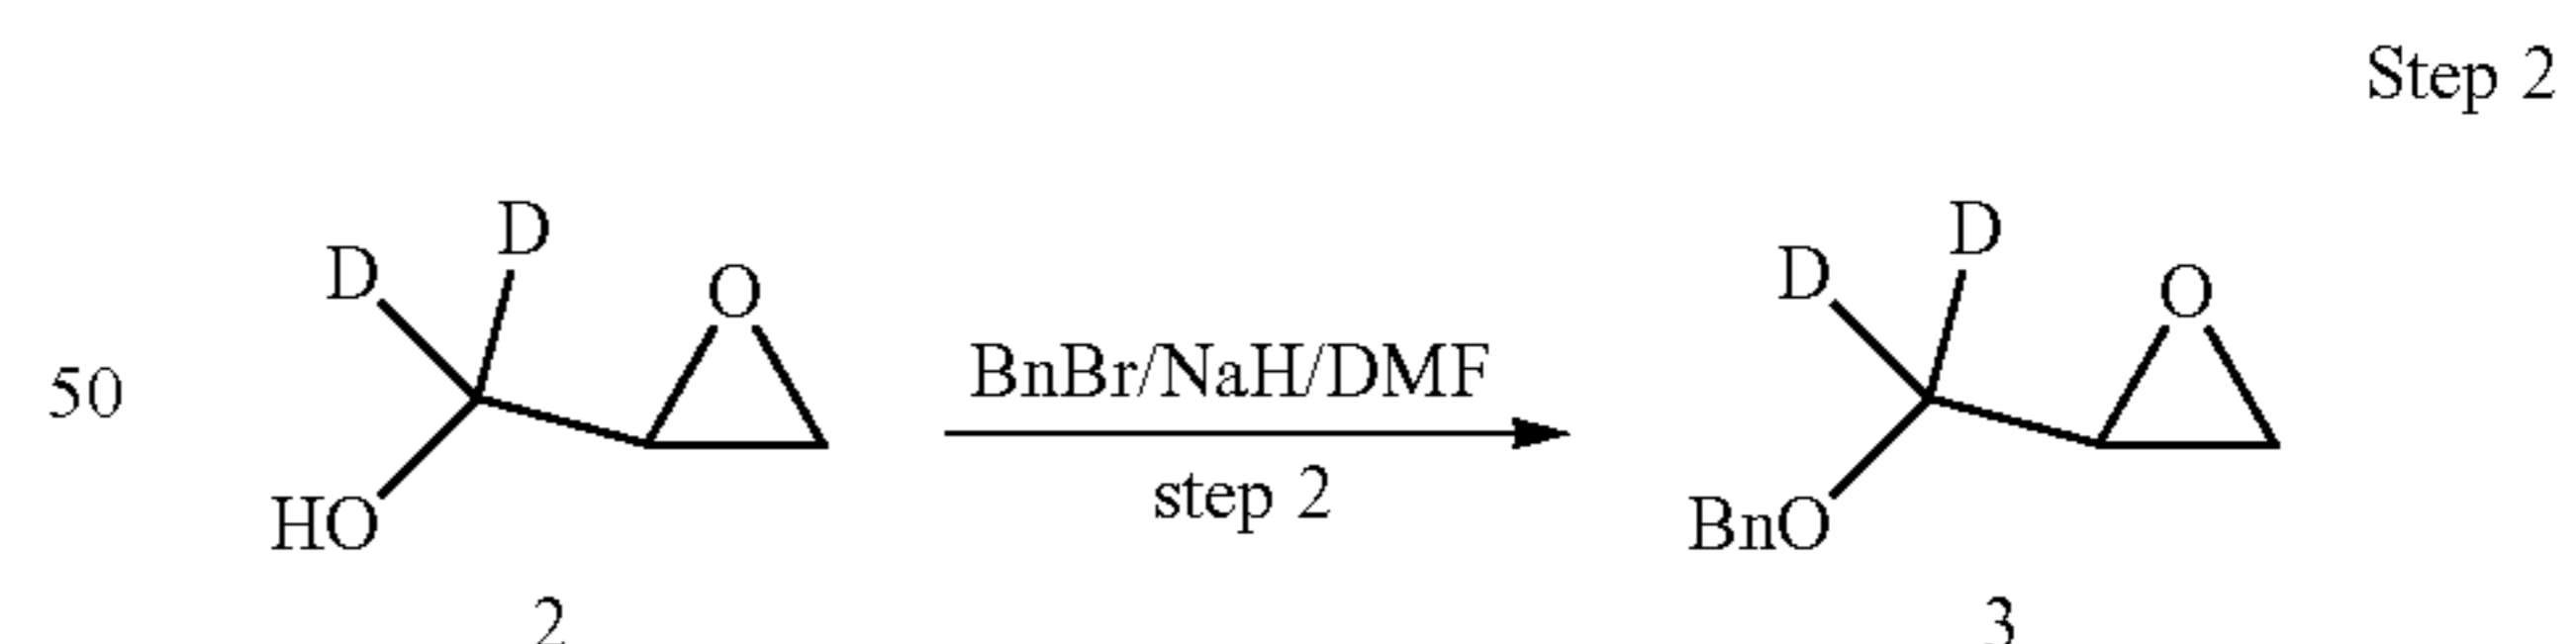 Step 2
D D
D D
O O
50 BnBr/NaH/DMF
step 2
HO BnO
2 3